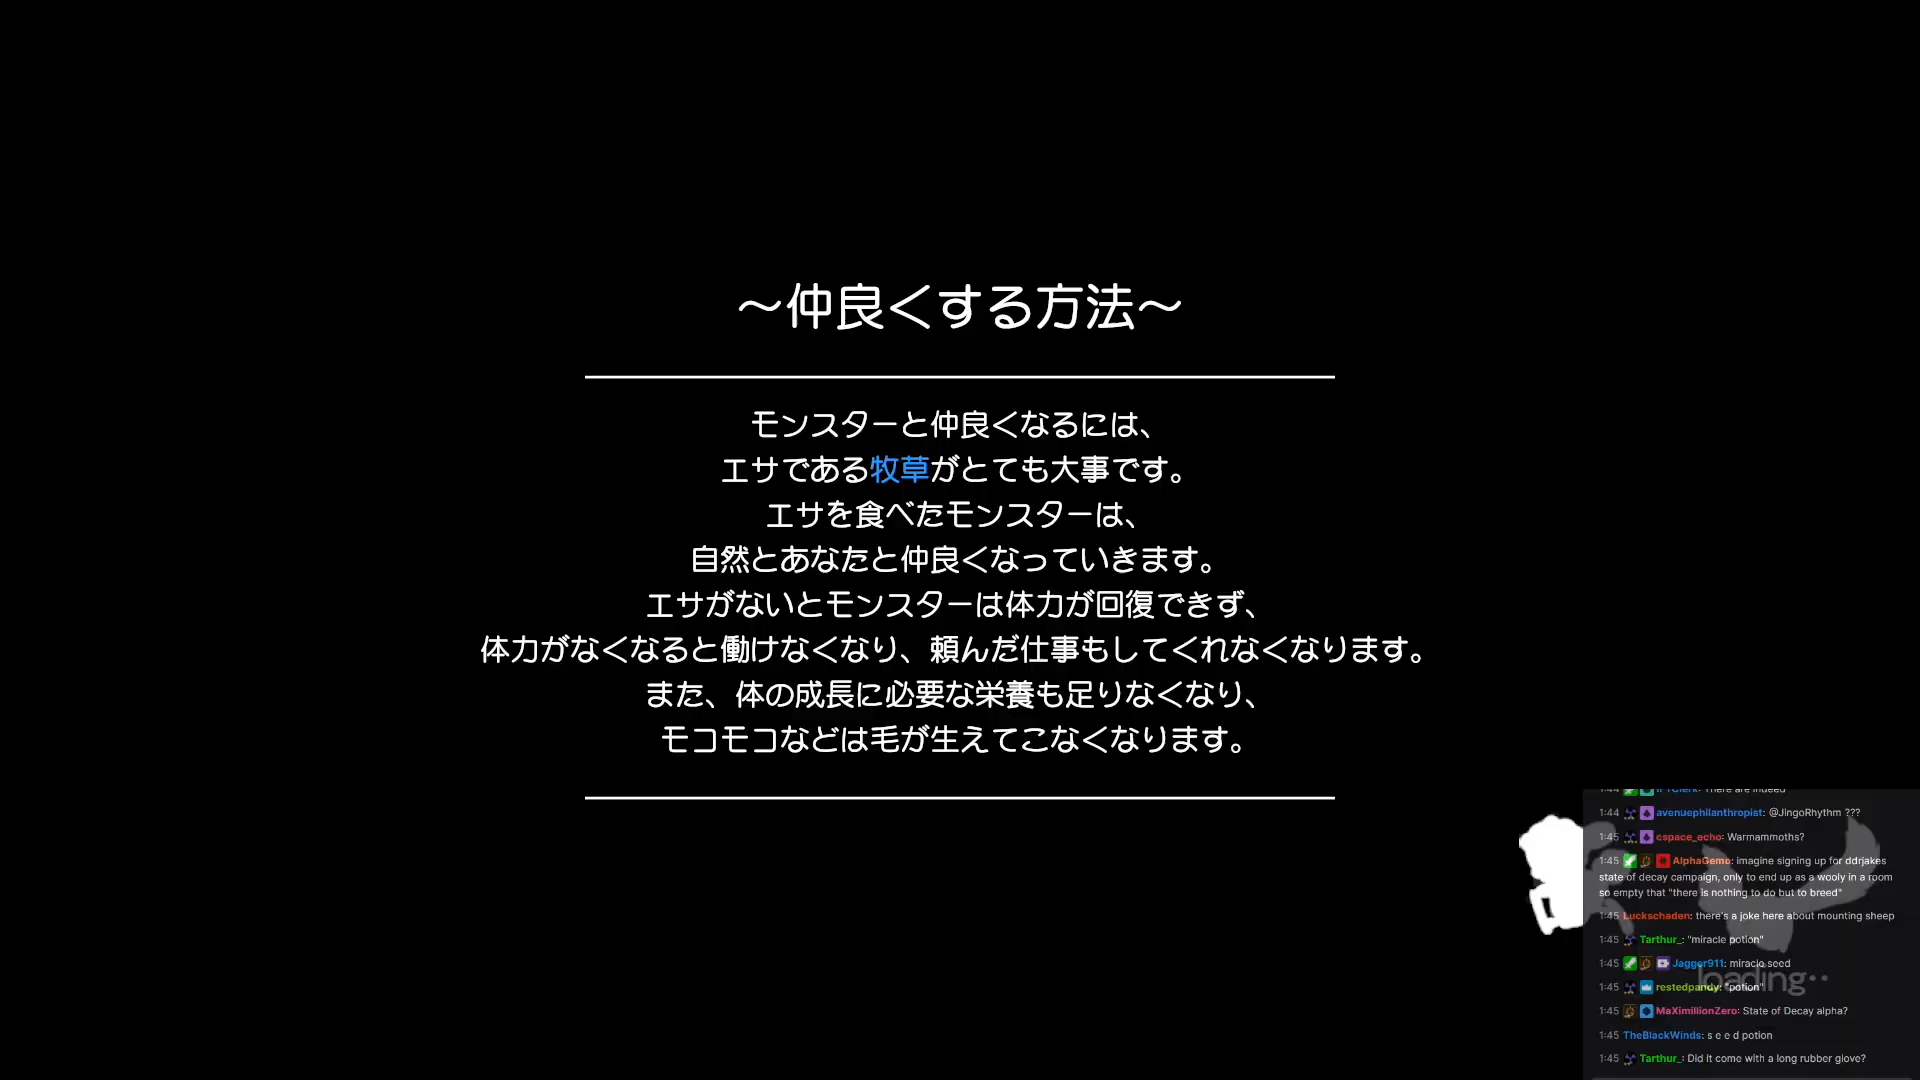 ～仲良くする方法～
モンスターと仲良くなるには、
エサである牧草がとても大事です。
エサを食べたモンスターは、
自然とあなたと仲良くなっていきます。
エサがないとモンスターは体力が回復できず、
体力がなくなると働けなくなり、頼んだ仕事もしてくれなくなります。
また、体の成長に必要な栄養も足りなくなり、
モコモコなどは毛が生えてこなくなります。
There are indeed
1:44 avenuephilanthropist: @JingoRhythm ???
1:45 cspace_echo: Warmammoths?
1:45 AlphaGemo: imagine signing up for ddrjakes
state of decay campaign, only to end up as a wooly in a room
so empty that "there is nothing to do but to breed"
1:45 Luckschaden: there's a joke here about mounting sheep
1:45 Tarthur_: "miracle potion"
1:45 Jagger911: miracle seed
loading··
1:45 restedpandy: "potion"
1:45 MaXimillionZero: State of Decay alpha?
1:45 TheBlackWinds: s e e d potion
1:45 Tarthur_: Did it come with a long rubber glove?